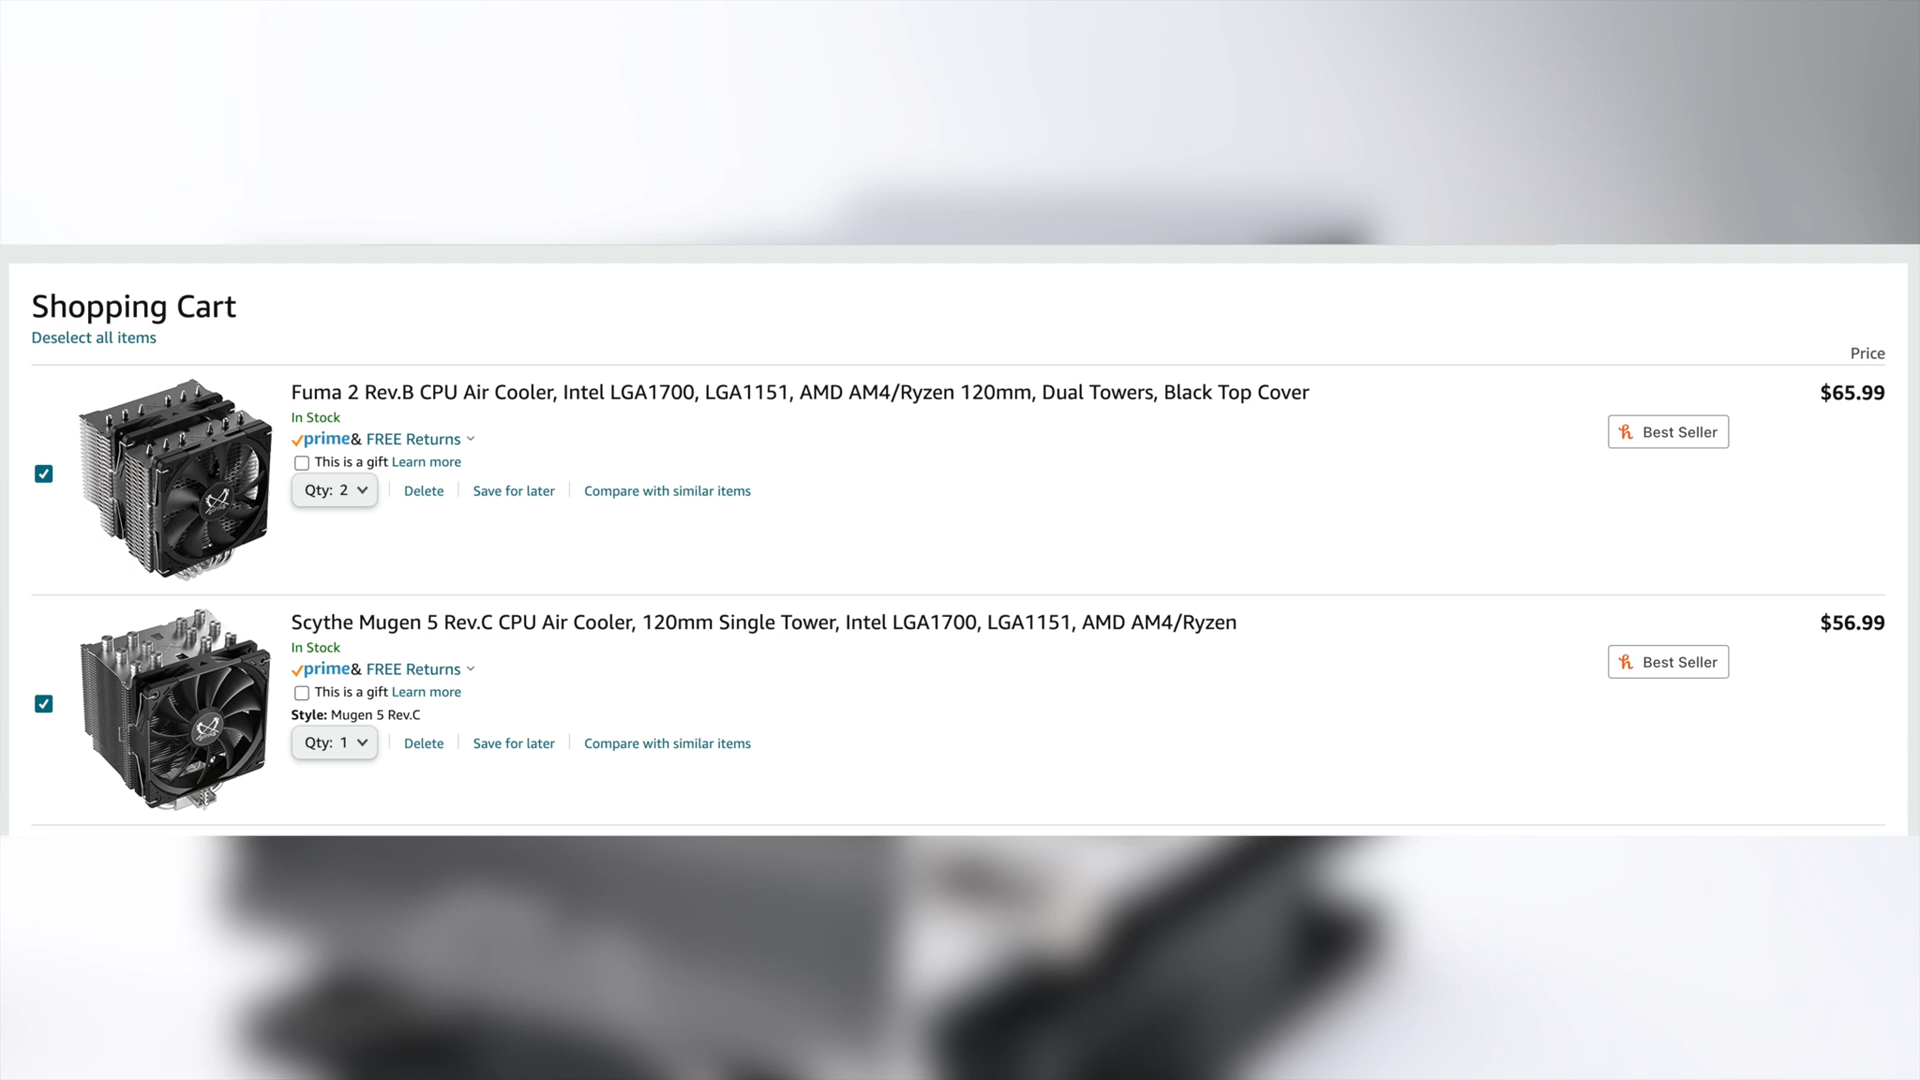 Shopping Cart
Deselect all items
Price
Fuma 2 Rev.B CPU Air Cooler, Intel LGA1700, LGA1151, AMD AM4/Ryzen 120mm, Dual Towers, Black Top Cover
$65.99
In Stock
Best Seller
prime& FREE Returns
This is a gift Learn more
Qty: 2
Delete
Save for later
Compare with similar items
Scythe Mugen 5 Rev.C CPU Air Cooler, 120mm Single Tower, Intel LGA1700, LGA1151, AMD AM4/Ryzen
$56.99
In Stock
Best Seller
prime& FREE Returns
This is a gift Learn more
Style: Mugen 5 Rev.C
Qty: 1
Delete
Save for later
Compare with similar items